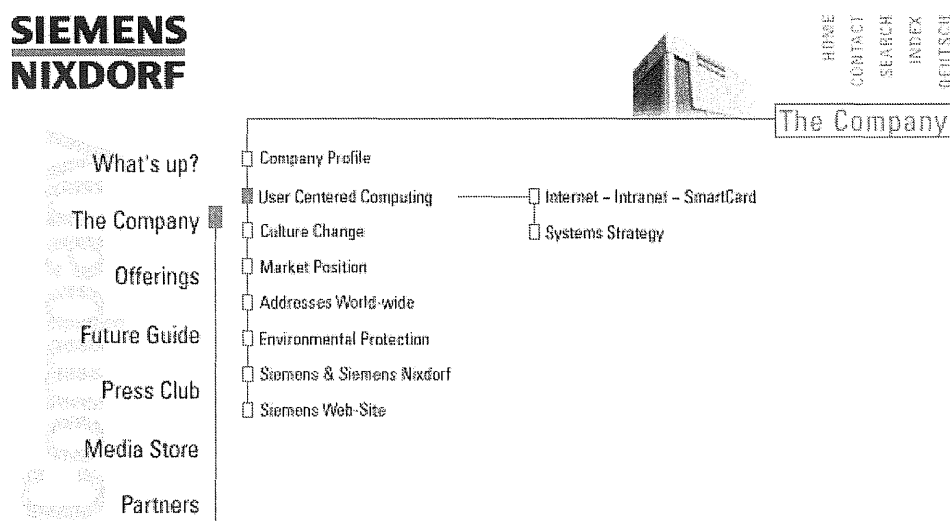 SIEMENS
NIXDORF
HOME
CONTACT
SEARCH
INDEX
The Company
Company
What's up?
The Company
Offerings
Future Guide
Press Club
Media Store
Partners
Company Profile
User Centered Computing
Internet – Intranet – SmartCard
Systems Strategy
Culture Change
Market Position
Addresses World-wide
Environmental Protection
Siemens & Siemens Nixdorf
Siemens Web-Site